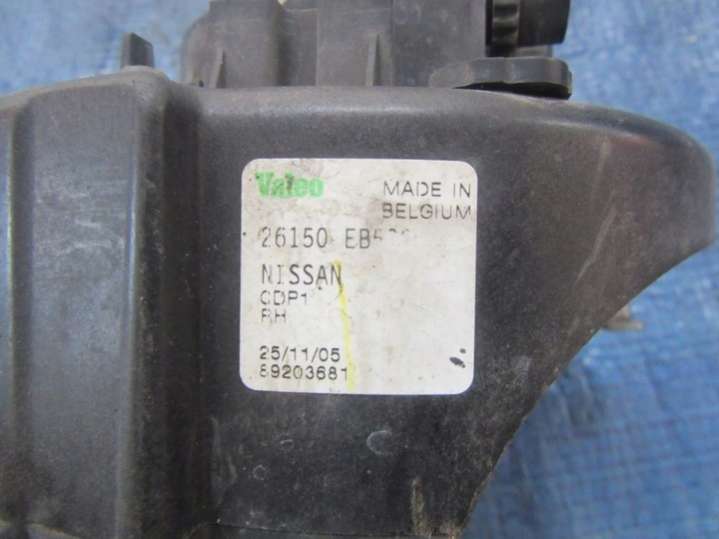 Valeo
MADE IN
BELGIUM
26150
NISSAN
CDP1
RH
25/11/05
89203681